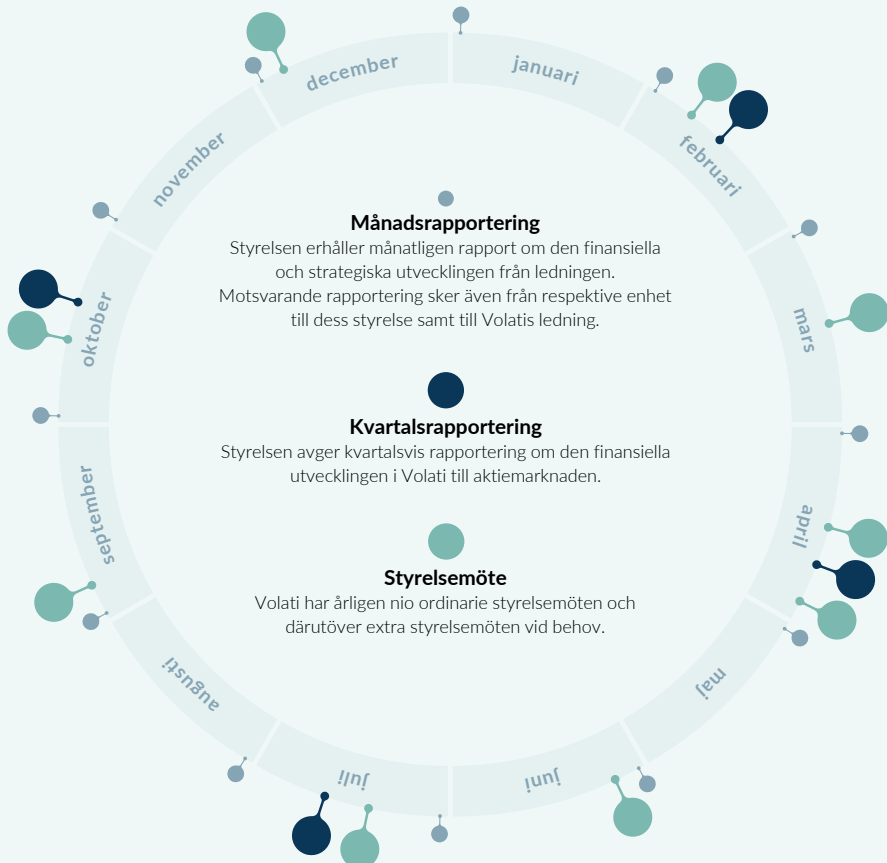 januari
februari
mars
april
maj
juni
juli
augusti
september
oktober
november
december
Månadsrapportering
Styrelsen erhåller månatligen rapport om den finansiella
och strategiska utvecklingen från ledningen.
Motsvarande rapportering sker även från respektive enhet
till dess styrelse samt till Volatis ledning.
Kvartalsrapportering
Styrelsen avger kvartalsvis rapportering om den finansiella
utvecklingen i Volati till aktiemarknaden.
Styrelsemöte
Volati har årligen nio ordinarie styrelsemöten och
därutöver extra styrelsemöten vid behov.